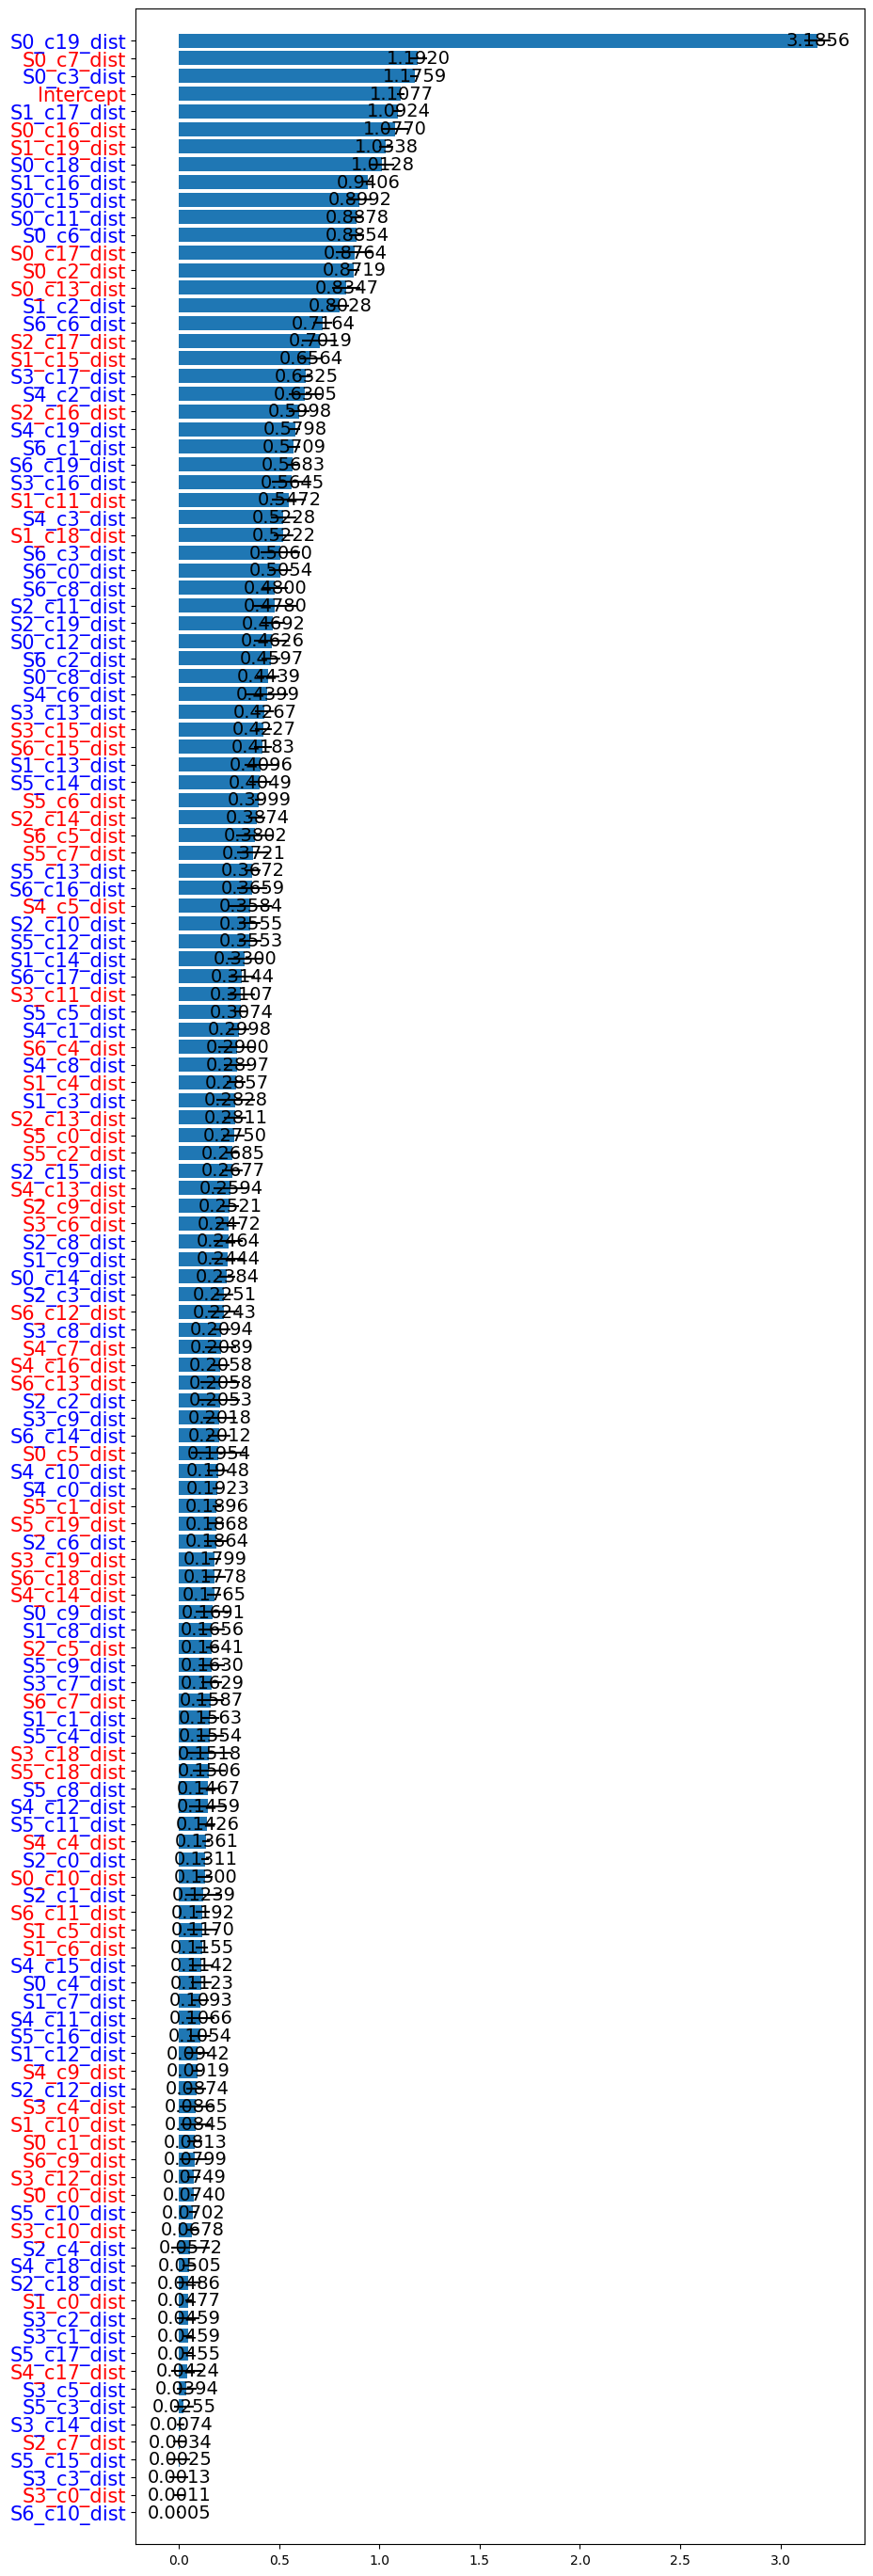 S0_c19_dist 3.1856
S0_c7_dist 1.1920
S0_c3_dist 1.1759
Intercept 1.1077
S1_c17_dist 1.0924
S0_c16_dist 1.0770
S1_c19_dist 1.0338
S0_c18_dist 1.0128
S1_c16_dist 0.9406
S0_c15_dist 0.8992
S0_c11_dist 0.8878
S0_c6_dist 0.8854
S0_c17_dist 0.8764
S0_c2_dist 0.8719
S0_c13_dist 0.8347
S1_c2_dist 0.8028
S6_c6_dist 0.7164
S2_c17_dist 0.7019
S1_c15_dist 0.6564
S3_c17_dist 0.6325
S4_c2_dist 0.6305
S2_c16_dist 0.5998
S4_c19_dist 0.5798
S6_c1_dist 0.5709
S6_c19_dist 0.5683
S3_c16_dist 0.5645
S1_c11_dist 0.5472
S4_c3_dist 0.5228
S1_c18_dist 0.5222
S6_c3_dist 0.5060
S6_c0_dist 0.5054
S6_c8_dist 0.4800
S2_c11_dist 0.4780
S2_c19_dist 0.4692
S0_c12_dist 0.4626
S6_c2_dist 0.4597
S0_c8_dist 0.4439
S4_c6_dist 0.4399
S3_c13_dist 0.4267
S3_c15_dist 0.4227
S6_c15_dist 0.4183
S1_c13_dist 0.4096
S5_c14_dist 0.4049
S5_c6_dist 0.3999
S2_c14_dist 0.3874
S6_c5_dist 0.3802
S5_c7_dist 0.3721
S5_c13_dist 0.3672
S6_c16_dist 0.3659
S4_c5_dist 0.3584
S2_c10_dist 0.3555
S5_c12_dist 0.3553
S1_c14_dist 0.3300
S6_c17_dist 0.3144
S3_c11_dist 0.3107
S5_c5_dist 0.3074
S4_c1_dist 0.2998
S6_c4_dist 0.2900
S4_c8_dist 0.2897
S1_c4_dist 0.2857
S1_c3_dist 0.2828
S2_c13_dist 0.2811
S5_c0_dist 0.2750
S5_c2_dist 0.2685
S2_c15_dist 0.2677
S4_c13_dist 0.2594
S2_c9_dist 0.2521
S3_c6_dist 0.2472
S2_c8_dist 0.2464
S1_c9_dist 0.2444
S0_c14_dist 0.2384
S2_c3_dist 0.2251
S6_c12_dist 0.2243
S3_c8_dist 0.2094
S4_c7_dist 0.2089
S4_c16_dist 0.2058
S6_c13_dist 0.2058
S2_c2_dist 0.2053
S3_c9_dist 0.2018
S6_c14_dist 0.2012
S0_c5_dist 0.1954
S4_c10_dist 0.1948
S4_c0_dist 0.1923
S5_c1_dist 0.1896
S5_c19_dist 0.1868
S2_c6_dist 0.1864
S3_c19_dist 0.1799
S6_c18_dist 0.1778
S4_c14_dist 0.1765
S0_c9_dist 0.1691
S1_c8_dist 0.1656
S2_c5_dist 0.1641
S5_c9_dist 0.1630
S3_c7_dist 0.1629
S6_c7_dist 0.1587
S1_c1_dist 0.1563
S5_c4_dist 0.1554
S3_c18_dist 0.1518
S5_c18_dist 0.1506
S5_c8_dist 0.1467
S4_c12_dist 0.1459
S5_c11_dist 0.1426
S4_c4_dist 0.1361
S2_c0_dist 0.1311
S0_c10_dist 0.1300
S2_c1_dist 0.1239
S6_c11_dist 0.1192
S1_c5_dist 0.1170
S1_c6_dist 0.1155
S4_c15_dist 0.1142
S0_c4_dist 0.1123
S1_c7_dist 0.1093
S4_c11_dist 0.1066
S5_c16_dist 0.1054
S1_c12_dist 0.0942
S4_c9_dist 0.0919
S2_c12_dist 0.0874
S3_c4_dist 0.0865
S1_c10_dist 0.0845
S0_c1_dist 0.0813
S6_c9_dist 0.0799
S3_c12_dist 0.0749
S0_c0_dist 0.0740
S5_c10_dist 0.0702
S3_c10_dist 0.0678
S2_c4_dist 0.0572
S4_c18_dist 0.0505
S2_c18_dist 0.0486
S1_c0_dist 0.0477
S3_c2_dist 0.0459
S3_c1_dist 0.0459
S5_c17_dist 0.0455
S4_c17_dist 0.0424
S3_c5_dist 0.0394
S5_c3_dist 0.0255
S3_c14_dist 0.0074
S2_c7_dist 0.0034
S5_c15_dist 0.0025
S3_c3_dist 0.0013
S3_c0_dist 0.0011
S6_c10_dist 0.0005
0.0 0.5 1.0 1.5 2.0 2.5 3.0